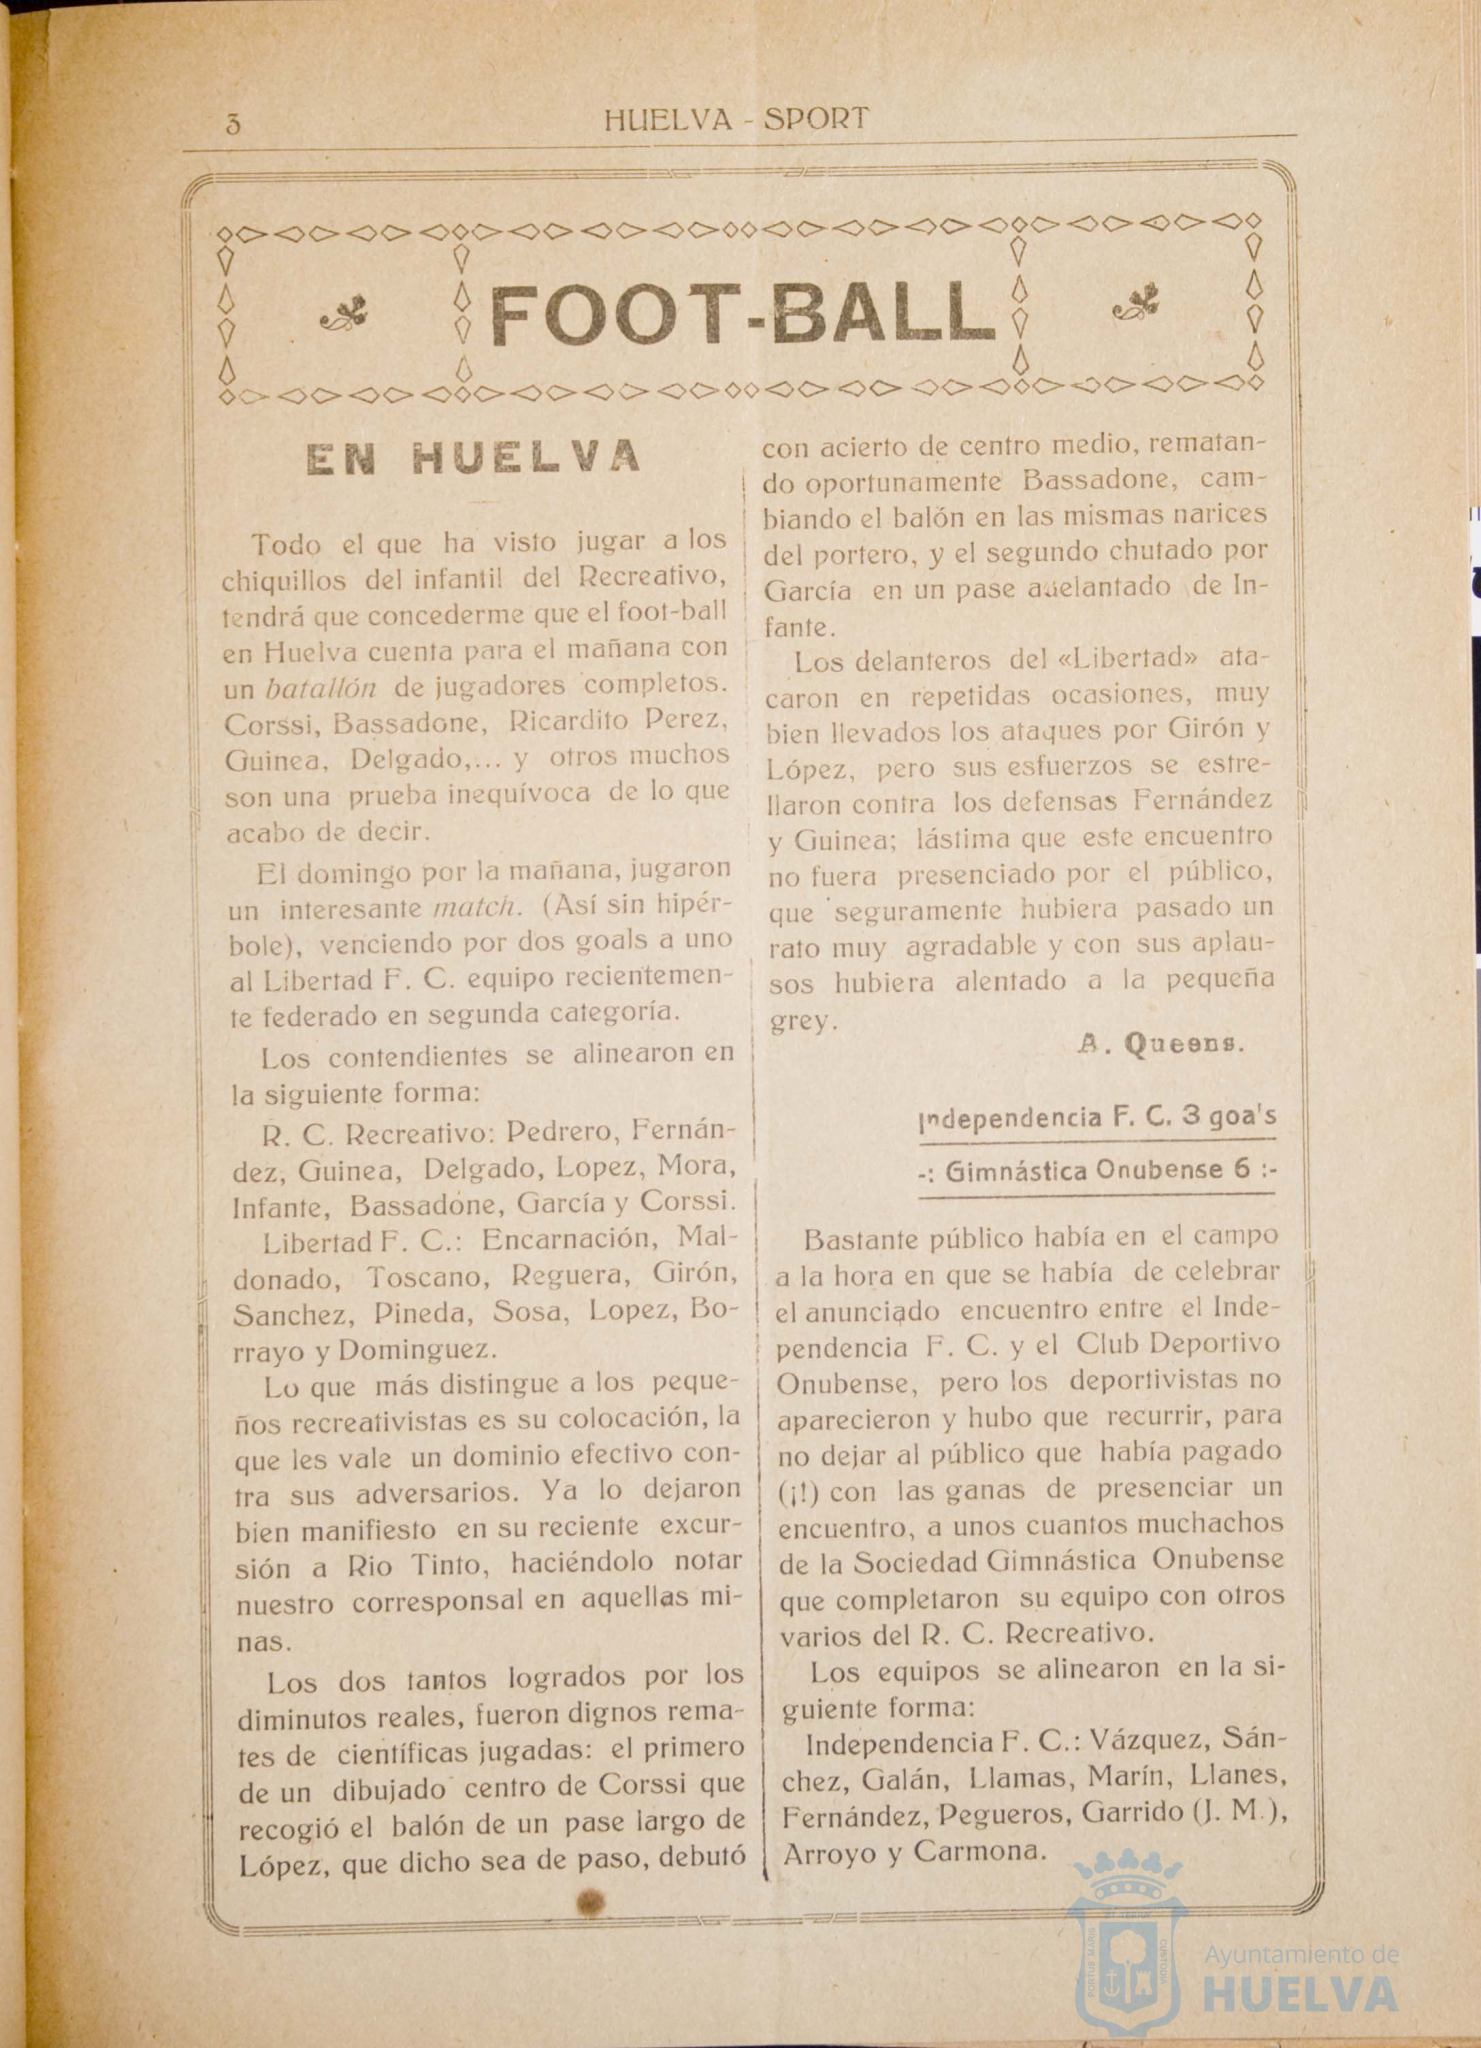 3
HUELVA - SPORT
FOOT-BALL
EN HUELVA
Todo el que ha visto jugar a los
chiquillos del infantil del Recreativo,
tendrá que concederme que el foot-ball
en Huelva cuenta para el mañana con
un batallón de jugadores completos.
Corssi, Bassadone, Ricardito Perez,
Guinea, Delgado,... y otros muchos
son una prueba inequívoca de lo que
acabo de decir.
El domingo por la mañana, jugaron
un interesante match. (Así sin hipér-
bole), venciendo por dos goals a uno
al Libertad F. C. equipo recientemen-
te federado en segunda categoría.
Los contendientes se alinearon en
la siguiente forma:
R. C. Recreativo: Pedrero, Fernán-
dez, Guinea, Delgado, Lopez, Mora,
Infante, Bassadone, García y Corssi.
Libertad F. C.: Encarnación, Mal-
donado, Toscano, Reguera, Girón,
Sanchez, Pineda, Sosa, Lopez, Bo-
rrayo y Dominguez.
Lo que más distingue a los peque-
ños recreativistas es su colocación, la
que les vale un dominio efectivo con-
tra sus adversarios. Ya lo dejaron
bien manifiesto en su reciente excur-
sión a Rio Tinto, haciéndolo notar
nuestro corresponsal en aquellas mi-
nas.
Los dos tantos logrados por los
diminutos reales, fueron dignos rema-
tes de científicas jugadas: el primero
de un dibujado centro de Corssi que
recogió el balón de un pase largo de
López, que dicho sea de paso, debutó
con acierto de centro medio, rematan-
do oportunamente Bassadone, cam-
biando el balón en las mismas narices
del portero, y el segundo chutado por
García en un pase adelantado de In-
fante.
Los delanteros del «Libertad» ata-
caron en repetidas ocasiones, muy
bien llevados los ataques por Girón y
López, pero sus esfuerzos se estre-
llaron contra los defensas Fernández
y Guinea; lástima que este encuentro
no fuera presenciado por el público,
que seguramente hubiera pasado un
rato muy agradable y con sus aplau-
sos hubiera alentado a la pequeña
grey.
A. Queens.
Independencia F. C. 3 goa's
-: Gimnástica Onubense 6 :-
Bastante público había en el campo
a la hora en que se había de celebrar
el anunciado encuentro entre el Inde-
pendencia F. C. y el Club Deportivo
Onubense, pero los deportivistas no
aparecieron y hubo que recurrir, para
no dejar al público que había pagado
(¡!) con las ganas de presenciar un
encuentro, a unos cuantos muchachos
de la Sociedad Gimnástica Onubense
que completaron su equipo con otros
varios del R. C. Recreativo.
Los equipos se alinearon en la si-
guiente forma:
Independencia F. C.: Vázquez, Sán-
chez, Galán, Llamas, Marín, Llanes,
Fernández, Pegueros, Garrido (J. M.),
Arroyo y Carmona.
PORTUS MARIS
CUSTODIA
Ayuntamiento de
HUELVA